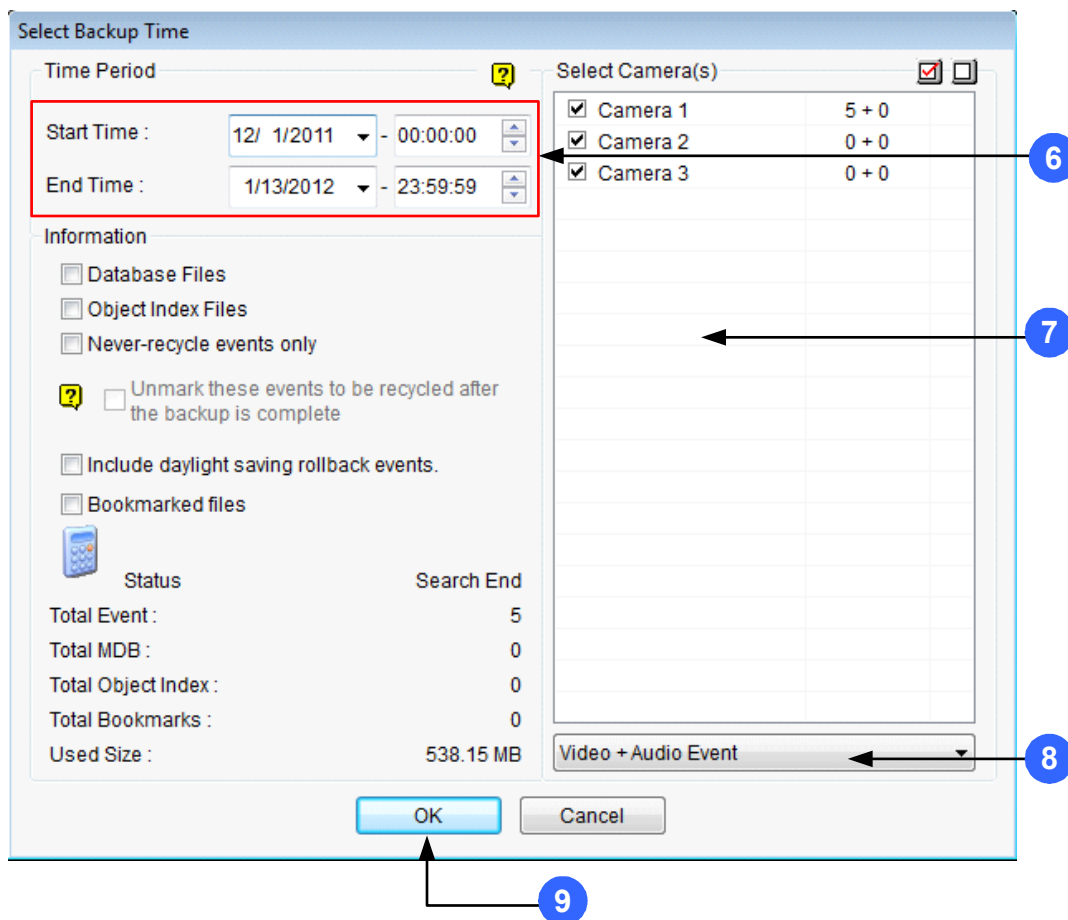 Select Backup Time
Time Period
Start Time :
12/ 1/2011 - 00:00:00
End Time :
1/13/2012 - 23:59:59
Information
Database Files
Object Index Files
Never-recycle events only
Unmark these events to be recycled after
the backup is complete
Include daylight saving rollback events.
Bookmarked files
Status Search End
Total Event : 5
Total MDB : 0
Total Object Index : 0
Total Bookmarks : 0
Used Size : 538.15 MB
Select Camera(s)
Camera 1 5 + 0
Camera 2 0 + 0
Camera 3 0 + 0
Video + Audio Event
OK Cancel
6
7
8
9